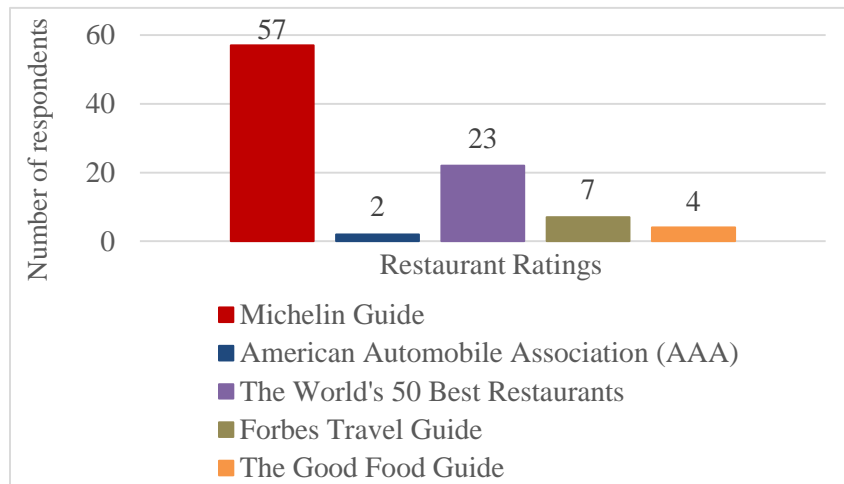 Number of respondents
60
40
20
0
57
2
23
7
4
Restaurant Ratings
Michelin Guide
American Automobile Association (AAA)
The World's 50 Best Restaurants
Forbes Travel Guide
The Good Food Guide